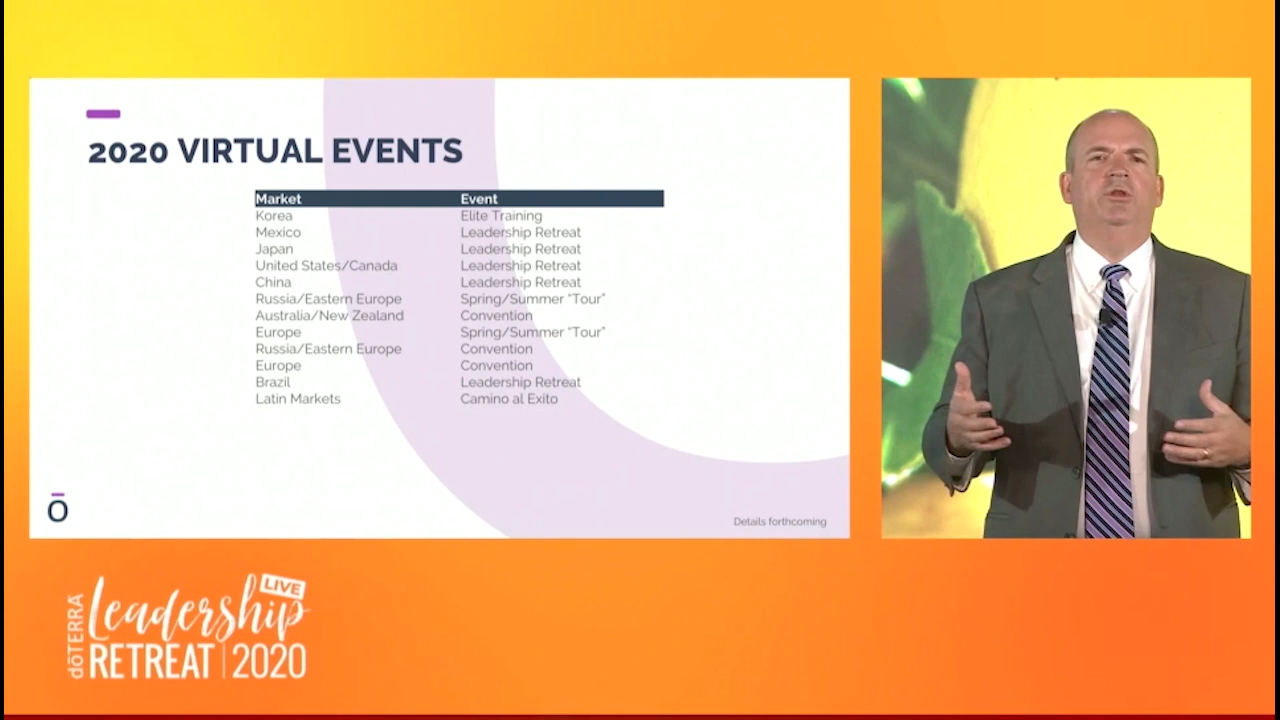 2020 VIRTUAL EVENTS
Market Event
Korea Elite Training
Mexico Leadership Retreat
Japan Leadership Retreat
United States/Canada Leadership Retreat
China Leadership Retreat
Russia/Eastern Europe Spring/Summer “Tour”
Australia/New Zealand Convention
Europe Spring/Summer “Tour”
Russia/Eastern Europe Convention
Europe Convention
Brazil Leadership Retreat
Latin Markets Camino al Exito
Ō
Details forthcoming
dōTERRA
Leadership LIVE
RETREAT | 2020